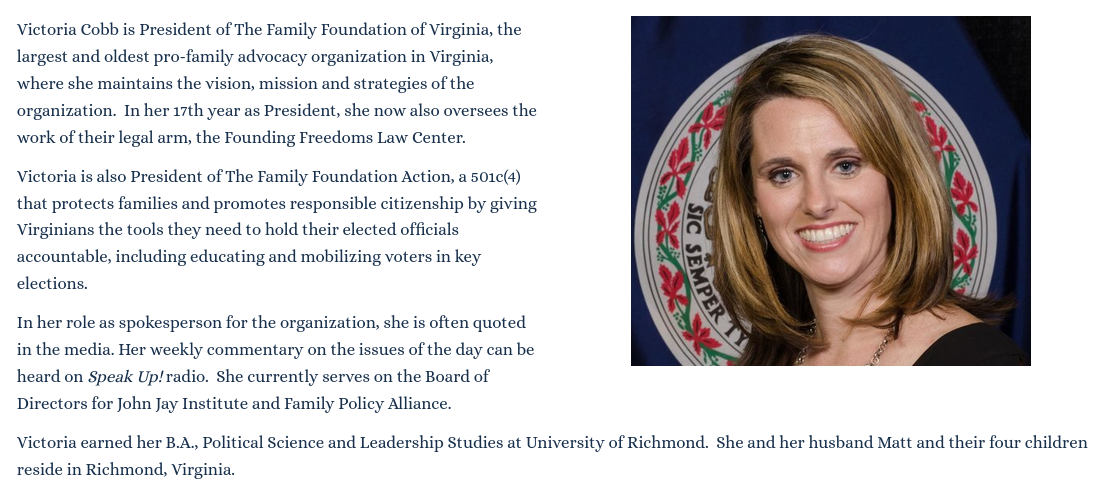 Victoria Cobb is President of The Family Foundation of Virginia, the
largest and oldest pro-family advocacy organization in Virginia,
where she maintains the vision, mission and strategies of the
organization.  In her 17th year as President, she now also oversees the
work of their legal arm, the Founding Freedoms Law Center.
Victoria is also President of The Family Foundation Action, a 501c(4)
that protects families and promotes responsible citizenship by giving
Virginians the tools they need to hold their elected officials
accountable, including educating and mobilizing voters in key
elections.
In her role as spokesperson for the organization, she is often quoted
in the media. Her weekly commentary on the issues of the day can be
heard on Speak Up! radio.  She currently serves on the Board of
Directors for John Jay Institute and Family Policy Alliance.
Victoria earned her B.A., Political Science and Leadership Studies at University of Richmond.  She and her husband Matt and their four children
reside in Richmond, Virginia.
SIC SEMPER TY